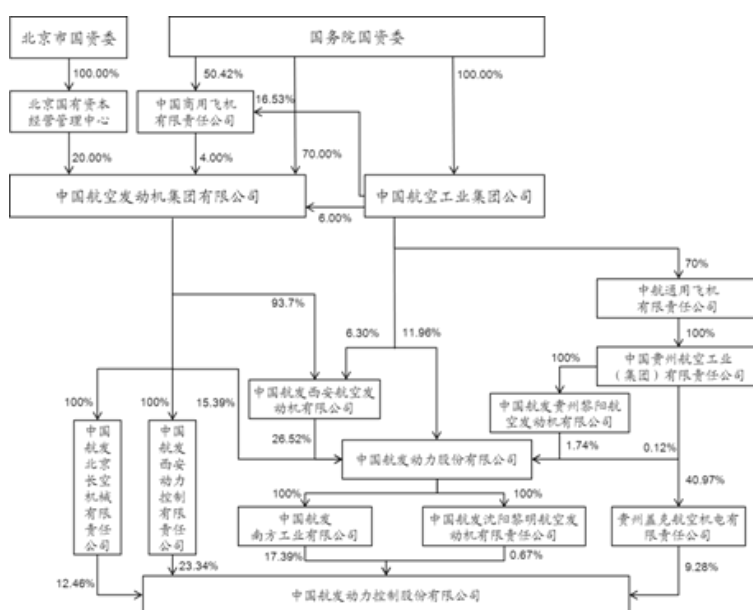 北京市国资委
国务院国资委
100.00%
50.42%
16.53%
100.00%
北京国有资本
经营管理中心
中国商用飞机
有限责任公司
20.00%
4.00%
70.00%
中国航空发动机集团有限公司
中国航空工业集团公司
6.00%
70%
中航通用飞机
有限责任公司
93.7%
6.30%
11.96%
100%
中国贵州航空工业
（集团）有限责任公司
100%
中国航发西安航空发
动机有限公司
中国航发贵州黎阳航
空发动机有限公司
100%
100%
15.39%
26.52%
1.74%
0.12%
中国
航发
北京
长空
机械
有限
责任
公司
中国
航发
西安
动力
控制
有限
责任
公司
中国航发动力股份有限公司
100%
100%
40.97%
中国航发
南方工业有限公司
中国航发沈阳黎明航空发
动机有限责任公司
贵州盖克航空机电有
限责任公司
12.46%
23.34%
17.39%
0.67%
9.28%
中国航发动力控制股份有限公司